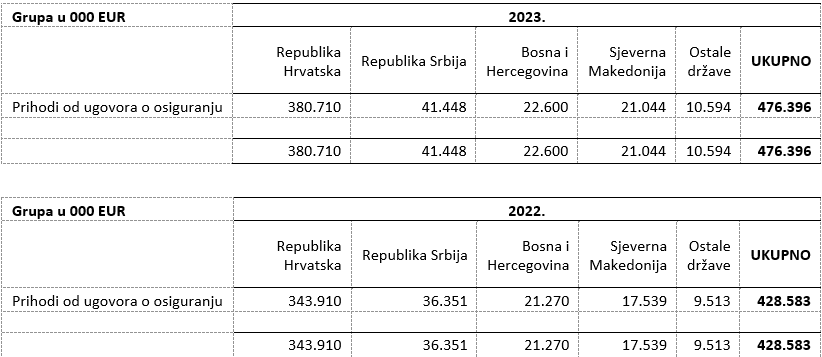 Grupa u 000 EUR 2023.
Republika Hrvatska Republika Srbija Bosna i Hercegovina Sjeverna Makedonija Ostale države UKUPNO
Prihodi od ugovora o osiguranju 380.710 41.448 22.600 21.044 10.594 476.396
380.710 41.448 22.600 21.044 10.594 476.396
Grupa u 000 EUR 2022.
Republika Hrvatska Republika Srbija Bosna i Hercegovina Sjeverna Makedonija Ostale države UKUPNO
Prihodi od ugovora o osiguranju 343.910 36.351 21.270 17.539 9.513 428.583
343.910 36.351 21.270 17.539 9.513 428.583